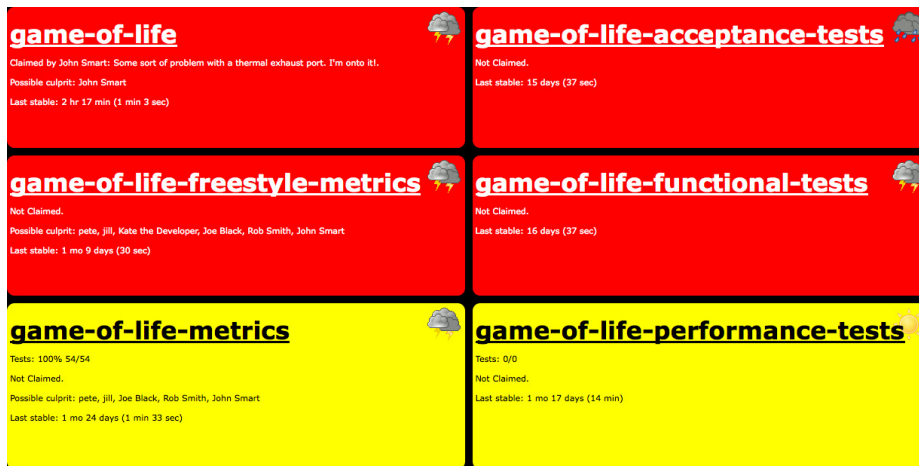 game-of-life
Claimed by John Smart: Some sort of problem with a thermal exhaust port. I'm onto it!.
Possible culprit: John Smart
Last stable: 2 hr 17 min (1 min 3 sec)
game-of-life-acceptance-tests
Not Claimed.
Last stable: 15 days (37 sec)
game-of-life-freestyle-metrics
Not Claimed.
Possible culprit: pete, jill, Kate the Developer, Joe Black, Rob Smith, John Smart
Last stable: 1 mo 9 days (30 sec)
game-of-life-functional-tests
Not Claimed.
Last stable: 16 days (37 sec)
game-of-life-metrics
Tests: 100% 54/54
Not Claimed.
Possible culprit: pete, jill, Joe Black, Rob Smith, John Smart
Last stable: 1 mo 24 days (1 min 33 sec)
game-of-life-performance-tests
Tests: 0/0
Not Claimed.
Last stable: 1 mo 17 days (14 min)